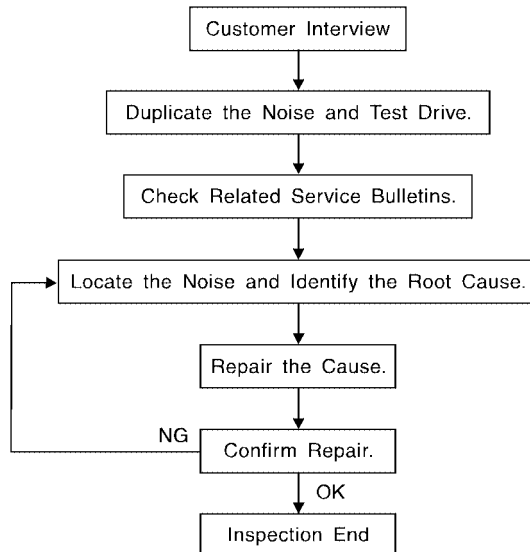 Customer Interview
Duplicate the Noise and Test Drive.
Check Related Service Bulletins.
Locate the Noise and Identify the Root Cause.
Repair the Cause.
NG
Confirm Repair.
OK
Inspection End